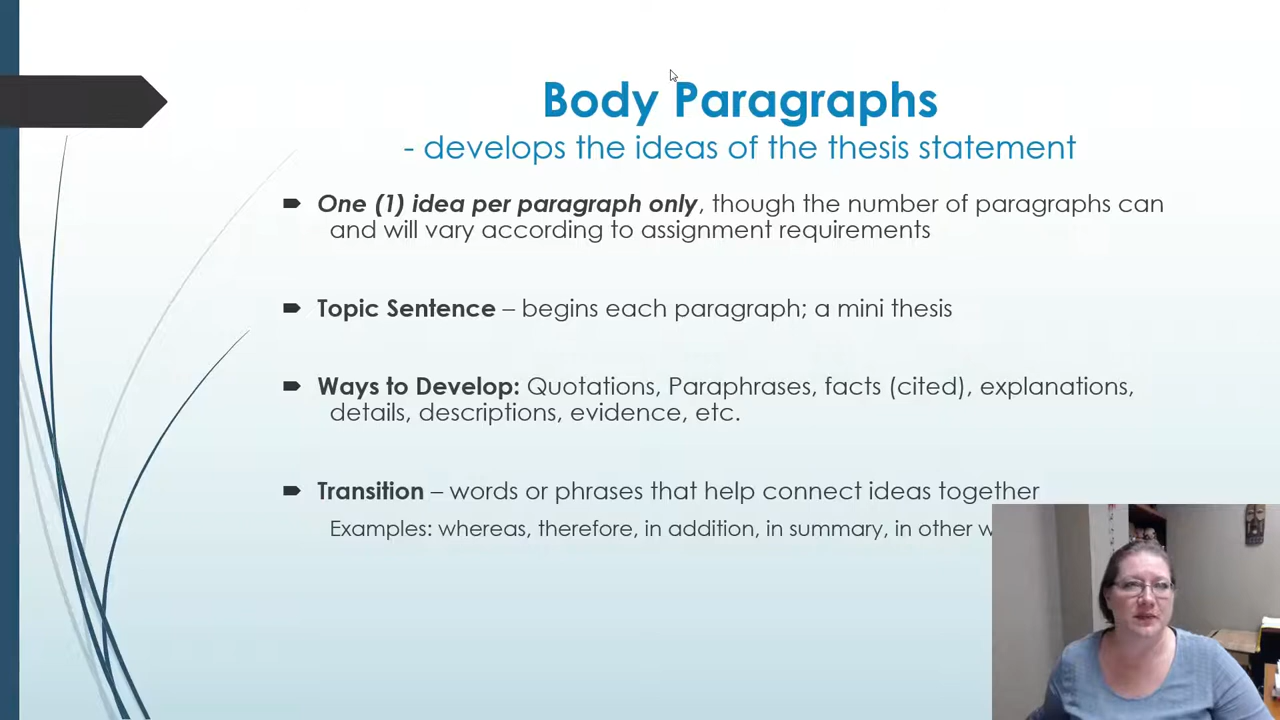 Body Paragraphs
- develops the ideas of the thesis statement
One (1) idea per paragraph only, though the number of paragraphs can
and will vary according to assignment requirements
Topic Sentence – begins each paragraph; a mini thesis
Ways to Develop: Quotations, Paraphrases, facts (cited), explanations,
details, descriptions, evidence, etc.
Transition – words or phrases that help connect ideas together
Examples: whereas, therefore, in addition, in summary, in other